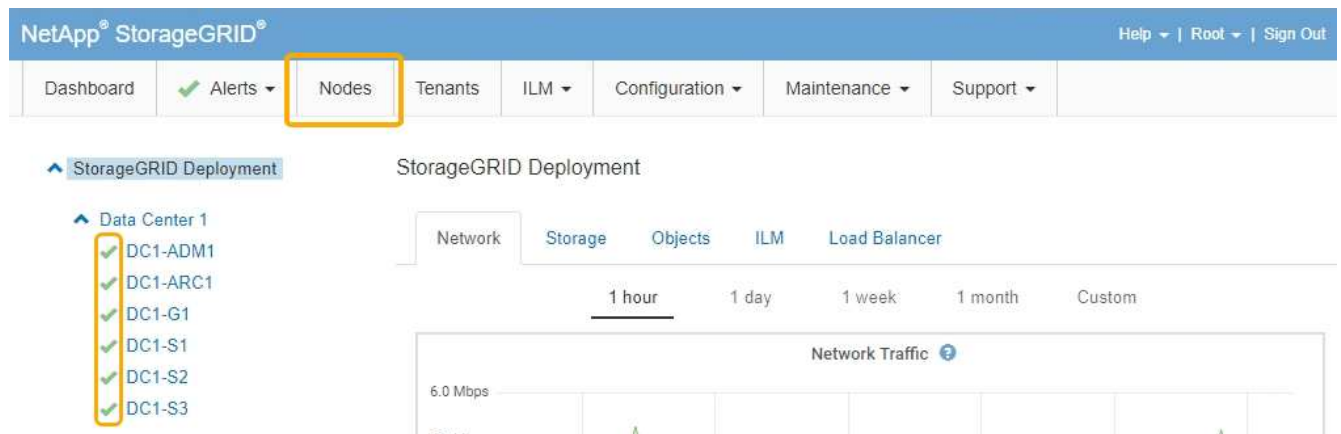 NetApp® StorageGRID®
Help | Root | Sign Out
Dashboard Alerts Nodes Tenants ILM Configuration Maintenance Support
StorageGRID Deployment
StorageGRID Deployment
Data Center 1
DC1-ADM1
DC1-ARC1
DC1-G1
DC1-S1
DC1-S2
DC1-S3
Network Storage Objects ILM Load Balancer
1 hour 1 day 1 week 1 month Custom
Network Traffic ?
6.0 Mbps